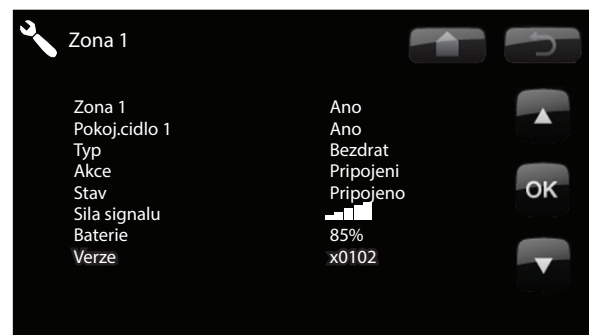 Zona 1
Zona 1 Ano
Pokoj.cidlo 1 Ano
Typ Bezdrat
Akce Pripojeni
Stav Pripojeno
Sila signalu
OK
Baterie 85%
Verze x0102